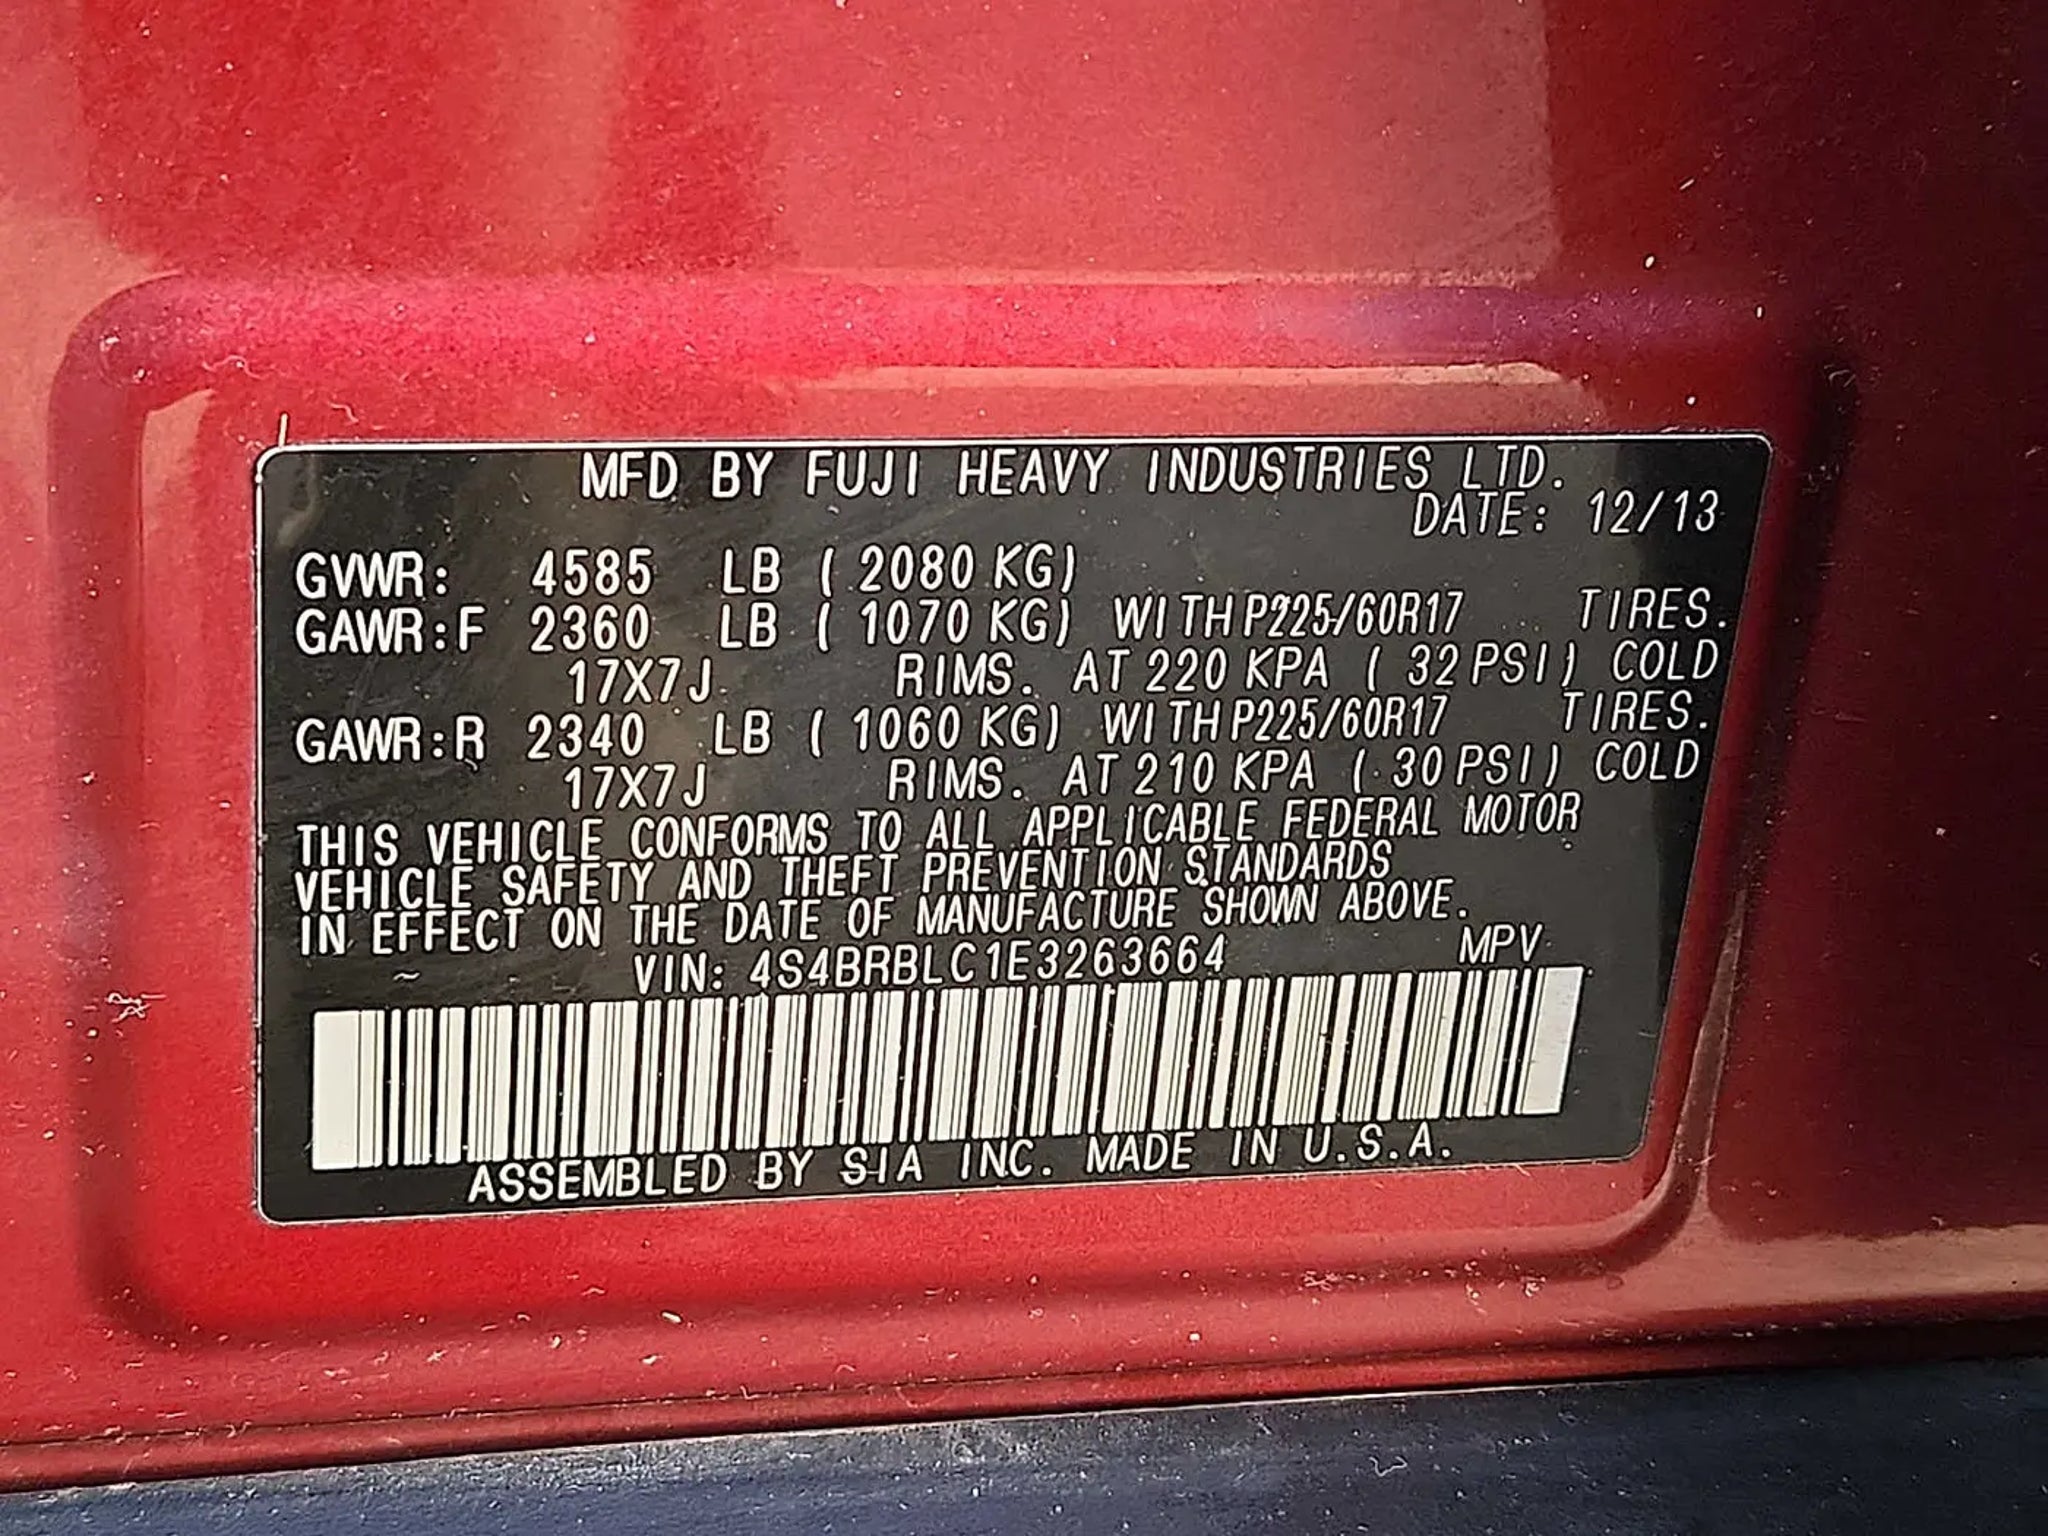 MFD BY FUJI HEAVY INDUSTRIES LTD.
DATE: 12/13
GVWR: 4585 LB ( 2080 KG)
GAWR:F 2360 LB ( 1070 KG) WITH P225/60R17 TIRES.
17X7J RIMS. AT 220 KPA ( 32 PSI) COLD
GAWR:R 2340 LB ( 1060 KG) WITH P225/60R17 TIRES.
17X7J RIMS. AT 210 KPA ( 30 PSI) COLD
THIS VEHICLE CONFORMS TO ALL APPLICABLE FEDERAL MOTOR
VEHICLE SAFETY AND THEFT PREVENTION STANDARDS
IN EFFECT ON THE DATE OF MANUFACTURE SHOWN ABOVE.
VIN: 4S4BRBLC1E3263664 MPV
ASSEMBLED BY SIA INC. MADE IN U.S.A.